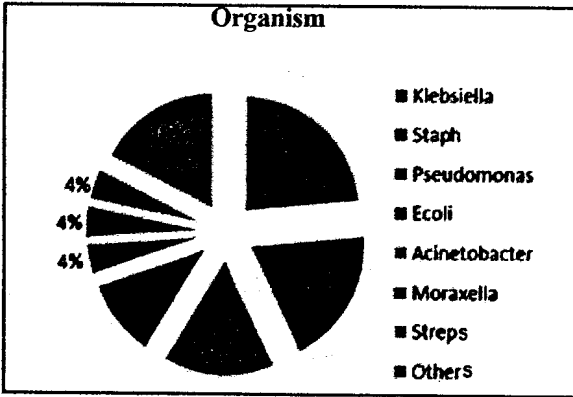 Organism
Klebsiella
Staph
Pseudomonas
Ecoli
Acinetobacter
Moraxella
Streps
Others
4%
4%
4%